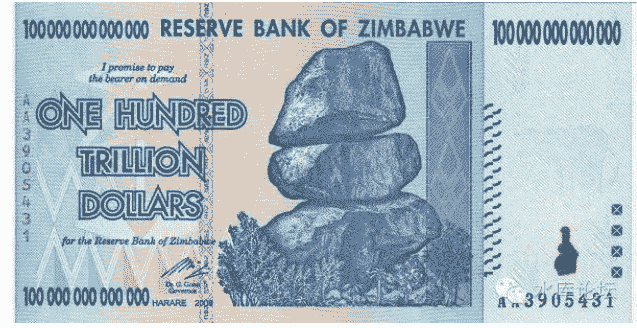 100 000 000 000 000 RESERVE BANK OF ZIMBABWE 100 000 000 000 000
I promise to pay
the bearer on demand
ONE HUNDRED
TRILLION
DOLLARS
for the Reserve Bank of Zimbabwe
Dr. G. Gono
Governor
100 000 000 000 000
HARARE 2008
AA3905431
AA3905431
水库论坛